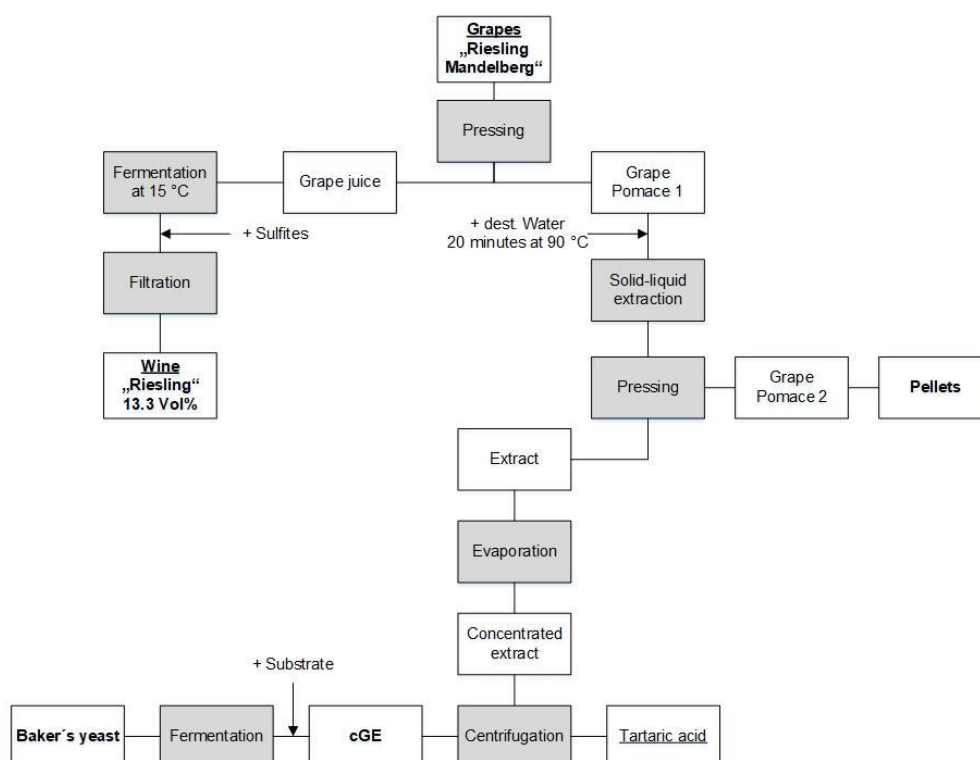 Grapes
„Riesling
Mandelberg“
Pressing
Fermentation
at 15 °C
Grape juice
Grape
Pomace 1
+ Sulfites
+ dest. Water
20 minutes at 90 °C
Filtration
Solid-liquid
extraction
Wine
„Riesling“
13.3 Vol%
Pressing
Grape
Pomace 2
Pellets
Extract
Evaporation
Concentrated
extract
+ Substrate
Baker´s yeast
Fermentation
cGE
Centrifugation
Tartaric acid